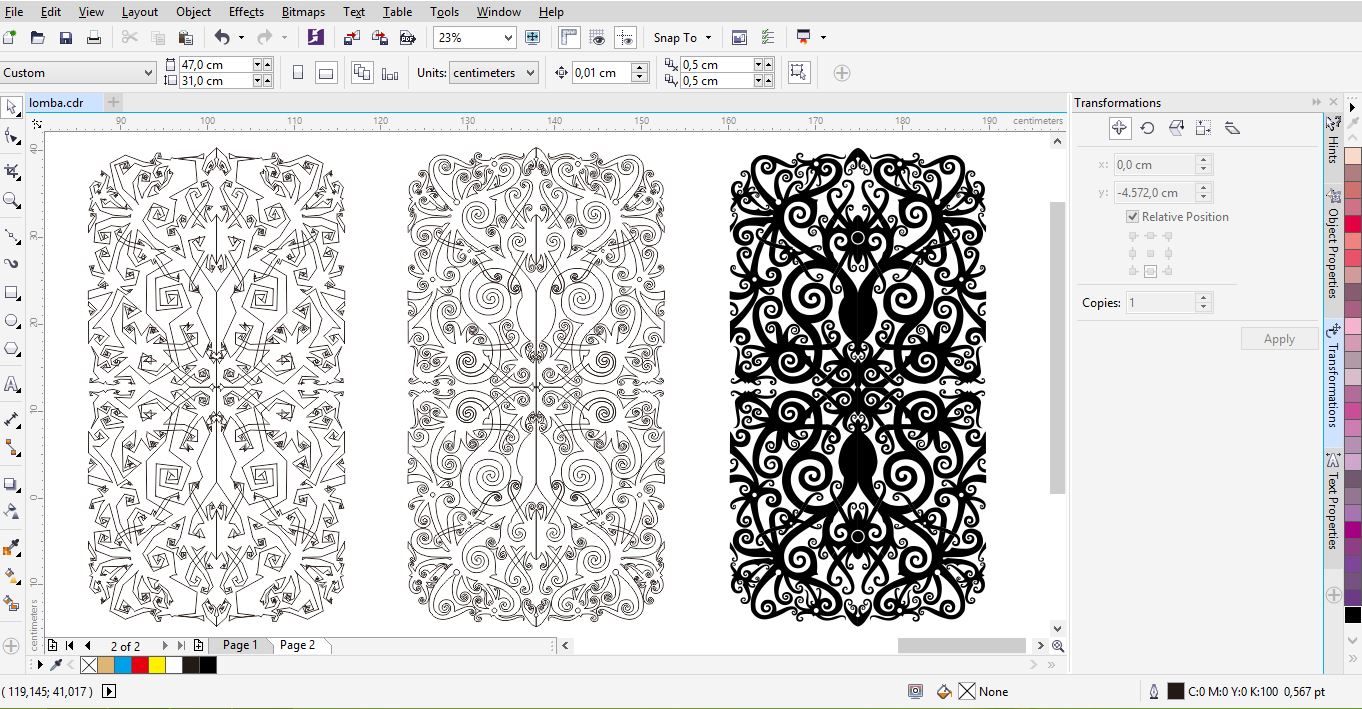 File Edit View Layout Object Effects Bitmaps Text Table Tools Window Help
23%
Snap To
Custom
47,0 cm
31,0 cm
Units: centimeters
0,01 cm
0,5 cm
0,5 cm
lomba.cdr
90 100 110 120 130 140 150 160 170 180 190 centimeters
40
30
20
10
0
10
centimeters
2 of 2
Page 1
Page 2
Transformations
x: 0,0 cm
y: -4.572,0 cm
Relative Position
Copies: 1
Apply
Hints
Object Properties
Transformations
Text Properties
( 119,145; 41,017 )
None
C:0 M:0 Y:0 K:100 0,567 pt